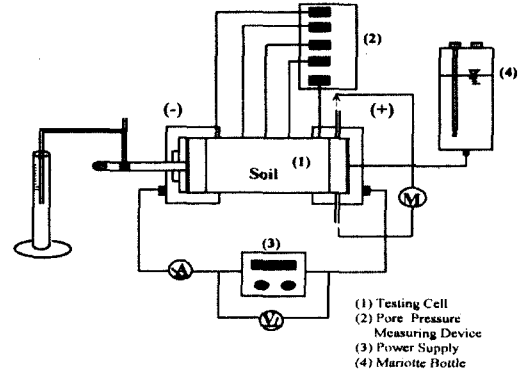 (2)
(4)
(-)
(+)
Soil
(1)
M
(3)
A
V
(1) Testing Cell
(2) Pore Pressure
Measuring Device
(3) Power Supply
(4) Mariotte Bottle